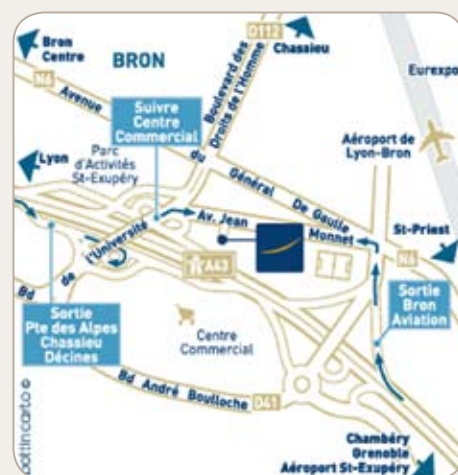 D112
Bron
Centre
BRON
Chassieu
N6
Avenue
du
Général
De Gaulle
Boulevard des
Droits de l'Homme
Eurexpo
Suivre
Centre
Commercial
Lyon
Parc
d'Activités
St-Exupéry
Aéroport de
Lyon-Bron
Av. Jean
Monnet
St-Priest
N6
Bd
de
l'Université
A43
Sortie
Pte des Alpes
Chassieu
Décines
Centre
Commercial
Sortie
Bron
Aviation
Bd André Boulloche
D41
Chambéry
Grenoble
Aéroport St-Exupéry